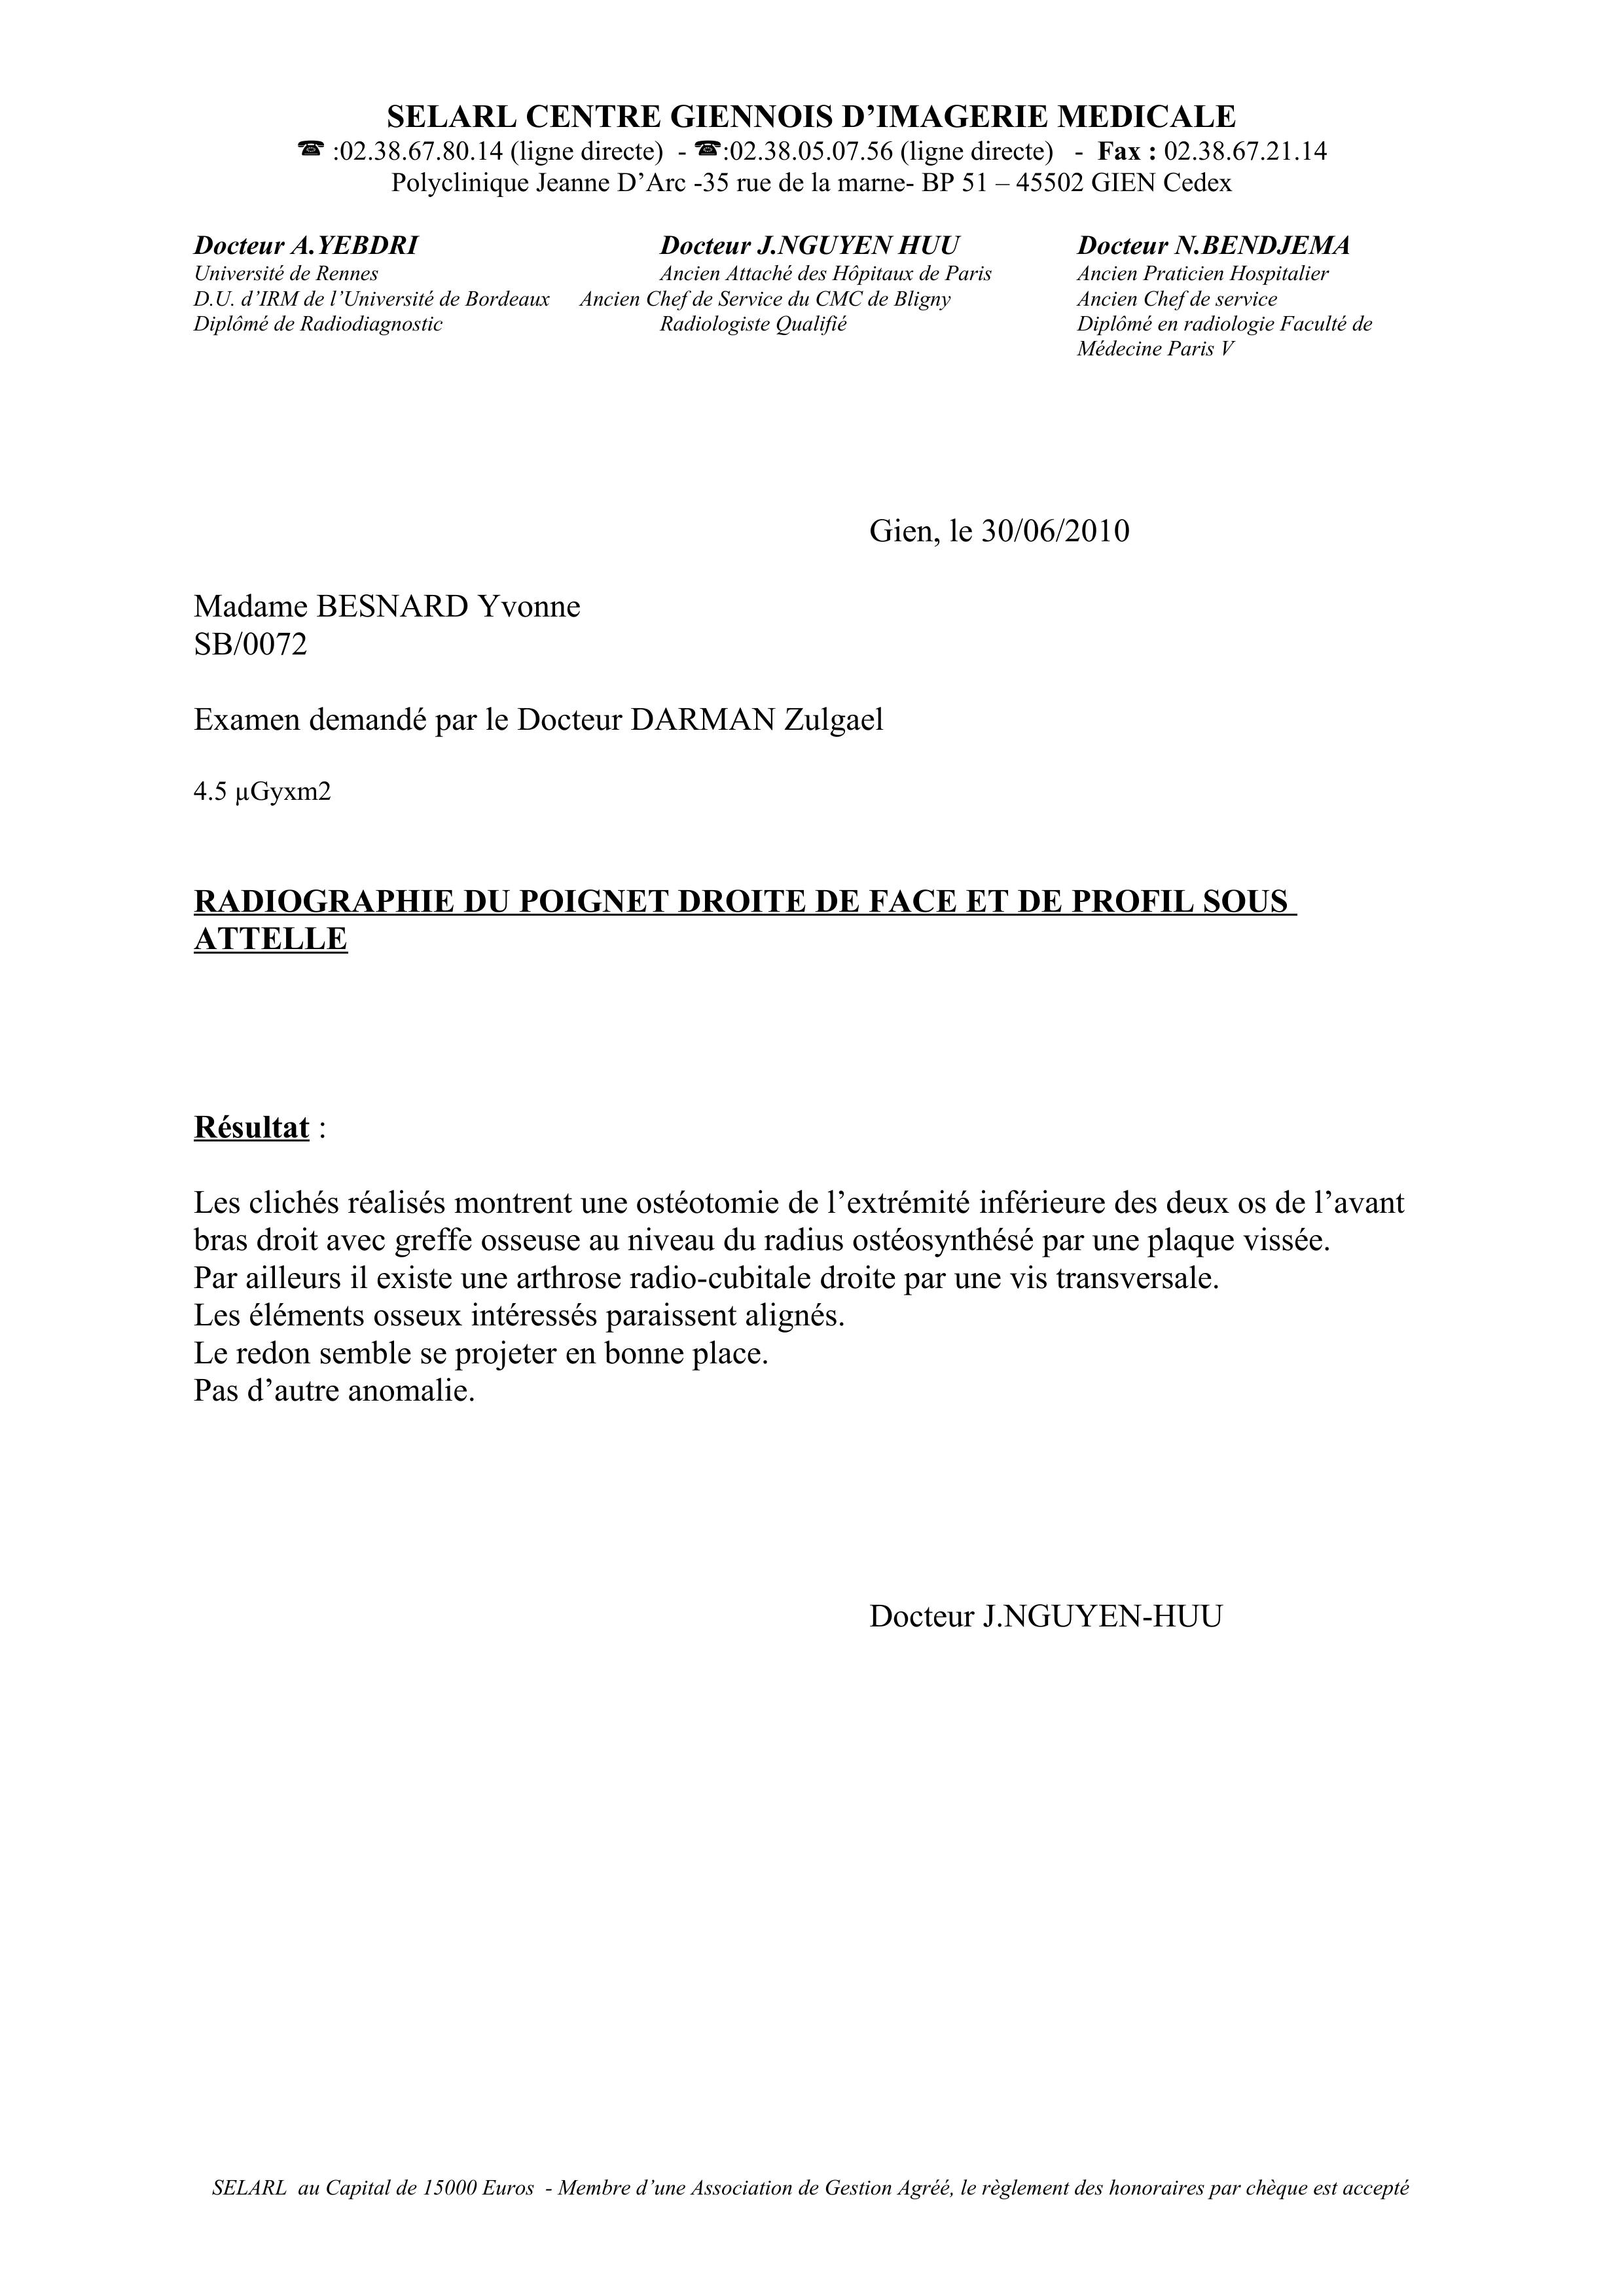 SELARL CENTRE GIENNOIS D’IMAGERIE MEDICALE
☎ :02.38.67.80.14 (ligne directe) - ☎:02.38.05.07.56 (ligne directe) - Fax : 02.38.67.21.14
Polyclinique Jeanne D’Arc -35 rue de la marne- BP 51 – 45502 GIEN Cedex
Docteur A.YEBDRI Docteur J.NGUYEN HUU Docteur N.BENDJEMA
Université de Rennes Ancien Attaché des Hôpitaux de Paris Ancien Praticien Hospitalier
D.U. d’IRM de l’Université de Bordeaux Ancien Chef de Service du CMC de Bligny Ancien Chef de service
Diplômé de Radiodiagnostic Radiologiste Qualifié Diplômé en radiologie Faculté de
Médecine Paris V
Gien, le 30/06/2010
Madame BESNARD Yvonne
SB/0072
Examen demandé par le Docteur DARMAN Zulgael
4.5 µGyxm2
RADIOGRAPHIE DU POIGNET DROITE DE FACE ET DE PROFIL SOUS
ATTELLE
Résultat :
Les clichés réalisés montrent une ostéotomie de l’extrémité inférieure des deux os de l’avant
bras droit avec greffe osseuse au niveau du radius ostéosynthésé par une plaque vissée.
Par ailleurs il existe une arthrose radio-cubitale droite par une vis transversale.
Les éléments osseux intéressés paraissent alignés.
Le redon semble se projeter en bonne place.
Pas d’autre anomalie.
Docteur J.NGUYEN-HUU
SELARL au Capital de 15000 Euros - Membre d’une Association de Gestion Agréé, le règlement des honoraires par chèque est accepté